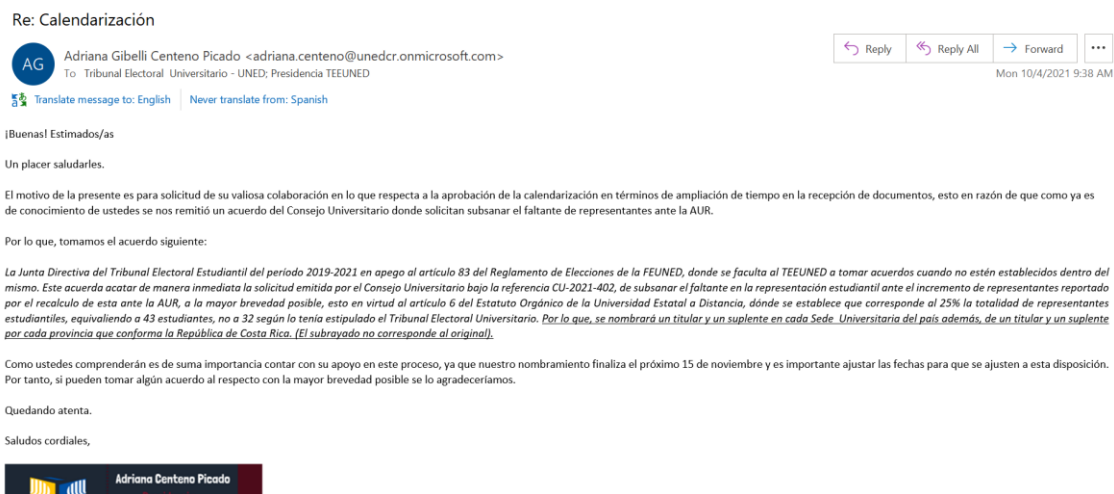 Re: Calendarización
AG
Adriana Gibelli Centeno Picado <adriana.centeno@unedcr.onmicrosoft.com>
To Tribunal Electoral Universitario - UNED; Presidencia TEEUNED
Reply
Reply All
Forward
Mon 10/4/2021 9:38 AM
Translate message to: English
Never translate from: Spanish
¡Buenas! Estimados/as
Un placer saludarles.
El motivo de la presente es para solicitud de su valiosa colaboración en lo que respecta a la aprobación de la calendarización en términos de ampliación de tiempo en la recepción de documentos, esto en razón de que como ya es
de conocimiento de ustedes se nos remitió un acuerdo del Consejo Universitario donde solicitan subsanar el faltante de representantes ante la AUR.
Por lo que, tomamos el acuerdo siguiente:
La Junta Directiva del Tribunal Electoral Estudiantil del período 2019-2021 en apego al artículo 83 del Reglamento de Elecciones de la FEUNED, donde se faculta al TEEUNED a tomar acuerdos cuando no estén establecidos dentro del
mismo. Este acuerda acatar de manera inmediata la solicitud emitida por el Consejo Universitario bajo la referencia CU-2021-402, de subsanar el faltante en la representación estudiantil ante el incremento de representantes reportado
por el recalculo de esta ante la AUR, a la mayor brevedad posible, esto en virtud al artículo 6 del Estatuto Orgánico de la Universidad Estatal a Distancia, dónde se establece que corresponde al 25% la totalidad de representantes
estudiantiles, equivaliendo a 43 estudiantes, no a 32 según lo tenía estipulado el Tribunal Electoral Universitario. Por lo que, se nombrará un titular y un suplente en cada Sede Universitaria del país además, de un titular y un suplente
por cada provincia que conforma la República de Costa Rica. (El subrayado no corresponde al original).
Como ustedes comprenderán es de suma importancia contar con su apoyo en este proceso, ya que nuestro nombramiento finaliza el próximo 15 de noviembre y es importante ajustar las fechas para que se ajusten a esta disposición.
Por tanto, si pueden tomar algún acuerdo al respecto con la mayor brevedad posible se lo agradeceríamos.
Quedando atenta.
Saludos cordiales,
Adriana Centeno Picado